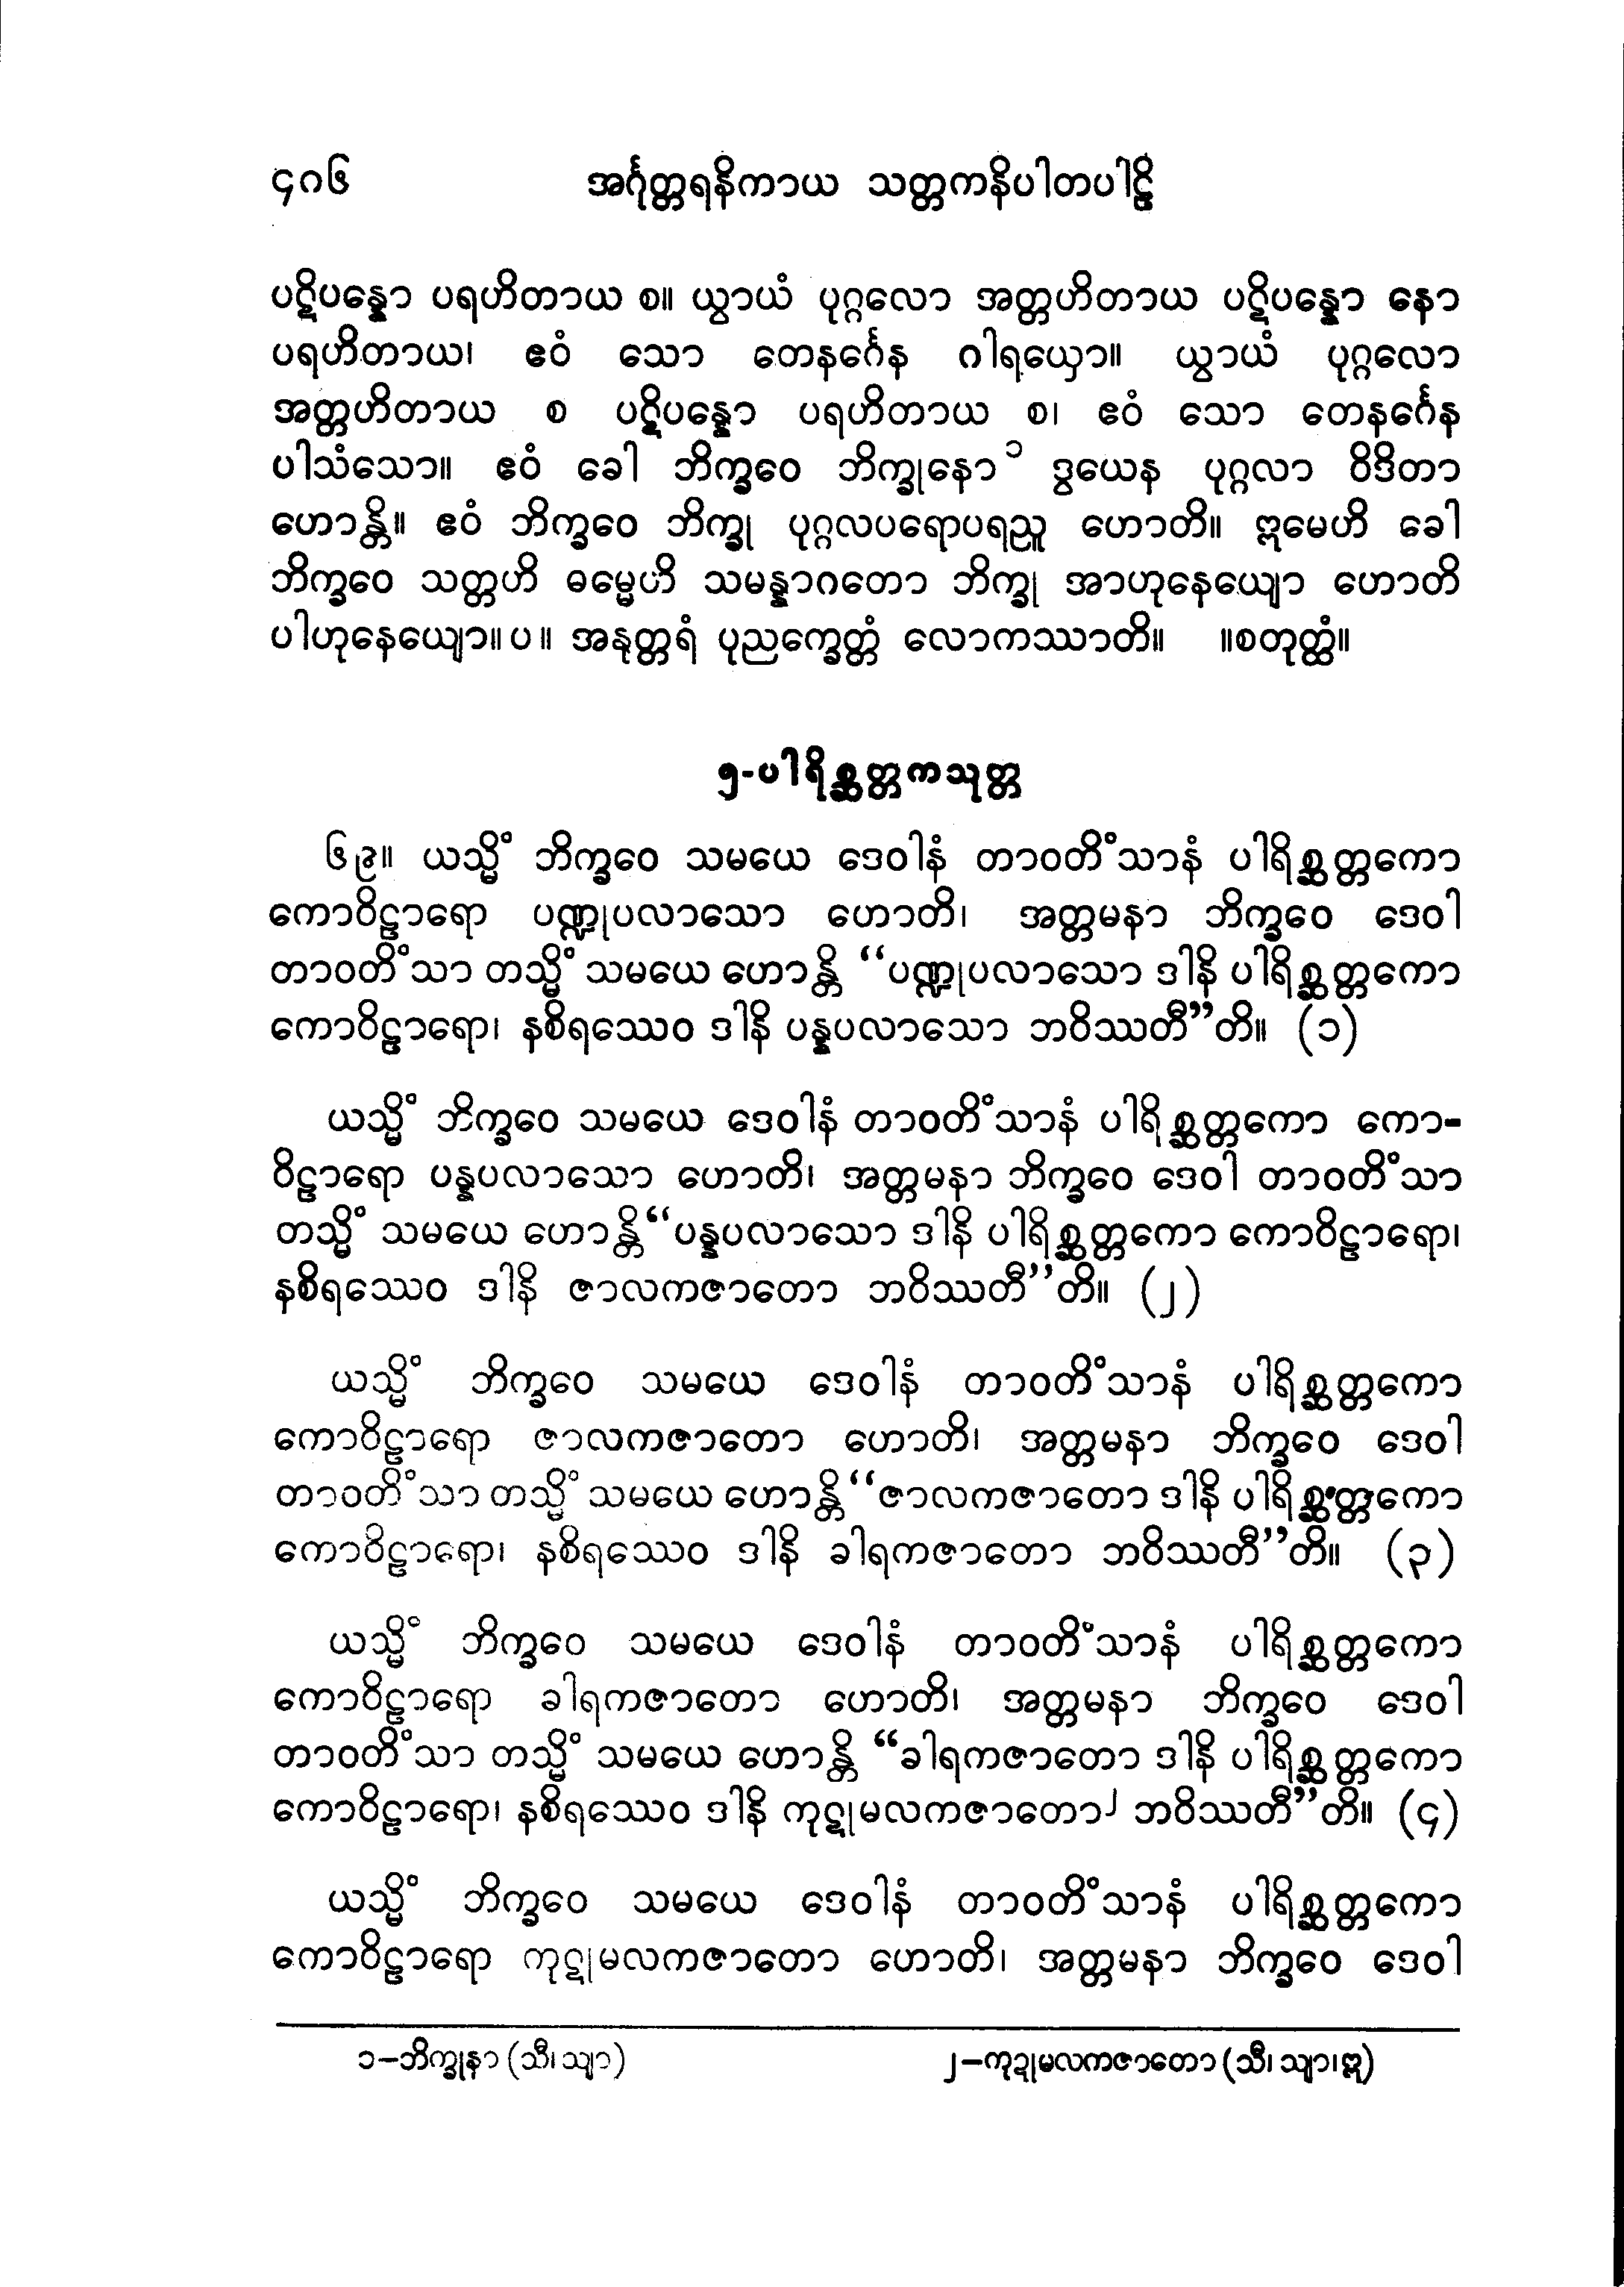 ၄၈၆ အင်္ဂုတ္တရနိကာယ သတ္တကနိပါတပါဠိ
ပဋိပန္နော ပရဟိတာယ စ။ ယွာယံ ပုဂ္ဂလော အတ္တဟိတာယ ပဋိပန္နော နော
ပရဟိတာယ၊ ဧဝံ သော တေနင်္ဂေန ဂါရယှော။ ယွာယံ ပုဂ္ဂလော
အတ္တဟိတာယ စ ပဋိပန္နော ပရဟိတာယ စ၊ ဧဝံ သော တေနင်္ဂေန
ပါသံသော။ ဧဝံ ခေါ ဘိက္ခဝေ ဘိက္ခုနော ၁ ဒွယေန ပုဂ္ဂလာ ဝိဒိတာ
ဟောန္တိ။ ဧဝံ ဘိက္ခဝေ ဘိက္ခု ပုဂ္ဂလပရောပရညူ ဟောတိ။ ဣမေဟိ ခေါ
ဘိက္ခဝေ သတ္တဟိ ဓမ္မေဟိ သမန္နာဂတော ဘိက္ခု အာဟုနေယျော ဟောတိ
ပါဟုနေယျော။ ပ ။ အနုတ္တရံ ပုညက္ခေတ္တံ လောကဿာတိ။ ။စတုတ္ထံ။
၅-ပါရိစ္ဆတ္တကသုတ္တ
၆၉။ ယသ္မိံ ဘိက္ခဝေ သမယေ ဒေဝါနံ တာဝတိံသာနံ ပါရိစ္ဆတ္တကော
ကောဝိဠာရော ပဏ္ဍုပလာသော ဟောတိ၊ အတ္တမနာ ဘိက္ခဝေ ဒေဝါ
တာဝတိံသာ တသ္မိံ သမယေ ဟောန္တိ “ပဏ္ဍုပလာသော ဒါနိ ပါရိစ္ဆတ္တကော
ကောဝိဠာရော၊ နစိရဿေဝ ဒါနိ ပန္နပလာသော ဘဝိဿတီ”တိ။ (၁)
ယသ္မိံ ဘိက္ခဝေ သမယေ ဒေဝါနံ တာဝတိံသာနံ ပါရိစ္ဆတ္တကော ကော-
ဝိဠာရော ပန္နပလာသော ဟောတိ၊ အတ္တမနာ ဘိက္ခဝေ ဒေဝါ တာဝတိံသာ
တသ္မိံ သမယေ ဟောန္တိ“ပန္နပလာသော ဒါနိ ပါရိစ္ဆတ္တကော ကောဝိဠာရော၊
နစိရဿေဝ ဒါနိ ဇာလကဇာတော ဘဝိဿတီ”တိ။ (၂)
ယသ္မိံ ဘိက္ခဝေ သမယေ ဒေဝါနံ တာဝတိံသာနံ ပါရိစ္ဆတ္တကော
ကောဝိဠာရော ဇာလကဇာတော ဟောတိ၊ အတ္တမနာ ဘိက္ခဝေ ဒေဝါ
တာဝတိံသာ တသ္မိံ သမယေ ဟောန္တိ“ဇာလကဇာတော ဒါနိ ပါရိစ္ဆတ္တကော
ကောဝိဠာရော၊ နစိရဿေဝ ဒါနိ ခါရကဇာတော ဘဝိဿတီ”တိ။ (၃)
ယသ္မိံ ဘိက္ခဝေ သမယေ ဒေဝါနံ တာဝတိံသာနံ ပါရိစ္ဆတ္တကော
ကောဝိဠာရော ခါရကဇာတော ဟောတိ၊ အတ္တမနာ ဘိက္ခဝေ ဒေဝါ
တာဝတိံသာ တသ္မိံ သမယေ ဟောန္တိ “ခါရကဇာတော ဒါနိ ပါရိစ္ဆတ္တကော
ကောဝိဠာရော၊ နစိရဿေဝ ဒါနိ ကုဋုမလကဇာတော၂ ဘဝိဿတီ”တိ။ (၄)
ယသ္မိံ ဘိက္ခဝေ သမယေ ဒေဝါနံ တာဝတိံသာနံ ပါရိစ္ဆတ္တကော
ကောဝိဠာရော ကုဋုမလကဇာတော ဟောတိ၊ အတ္တမနာ ဘိက္ခဝေ ဒေဝါ
၁–ဘိက္ခုနာ (သီ၊ သျာ) ၂–ကုဍုမလကဇာတော (သီ၊ သျာ၊ ဣ)